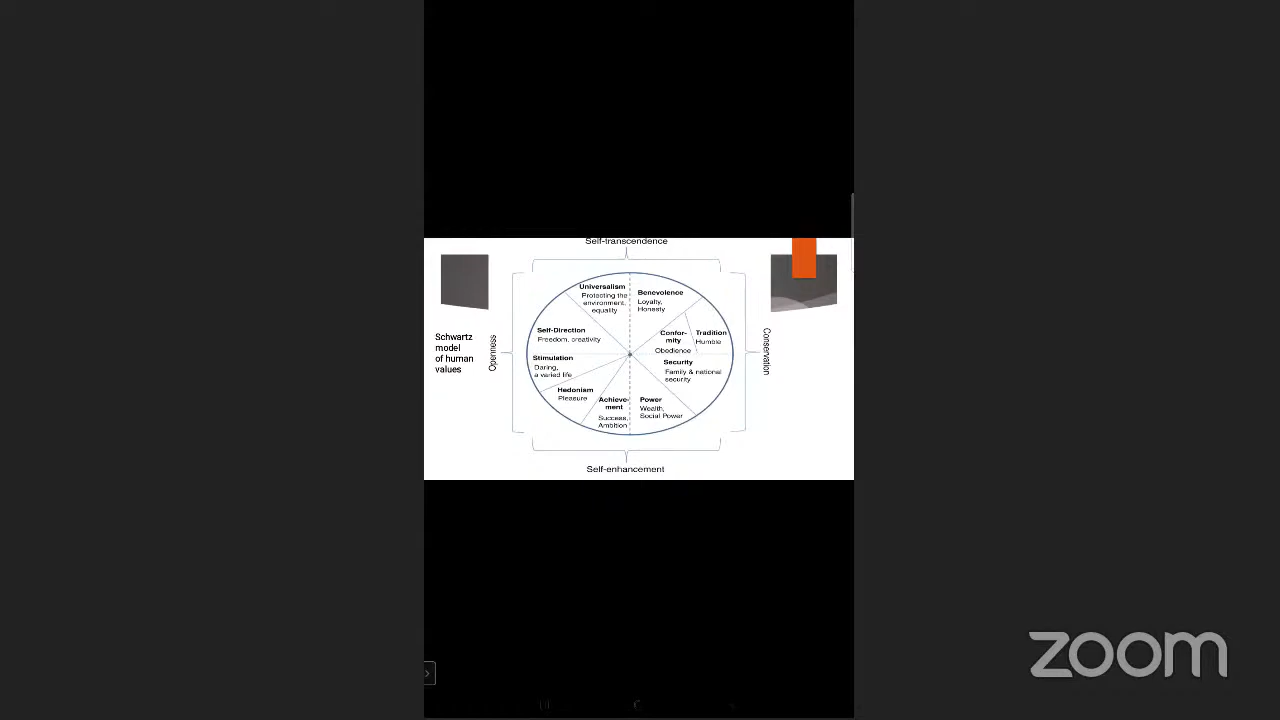 Self-transcendence
Universalism
Protecting the
environment,
equality
Benevolence
Loyalty,
Honesty
Self-Direction
Freedom, creativity
Confor-
mity
Obedience
Tradition
Humble
Schwartz
model
of human
values
Openness
Conservation
Stimulation
Daring,
a varied life
Security
Family & national
security
Hedonism
Pleasure
Achieve-
ment
Success,
Ambition
Power
Wealth,
Social Power
Self-enhancement
zoom